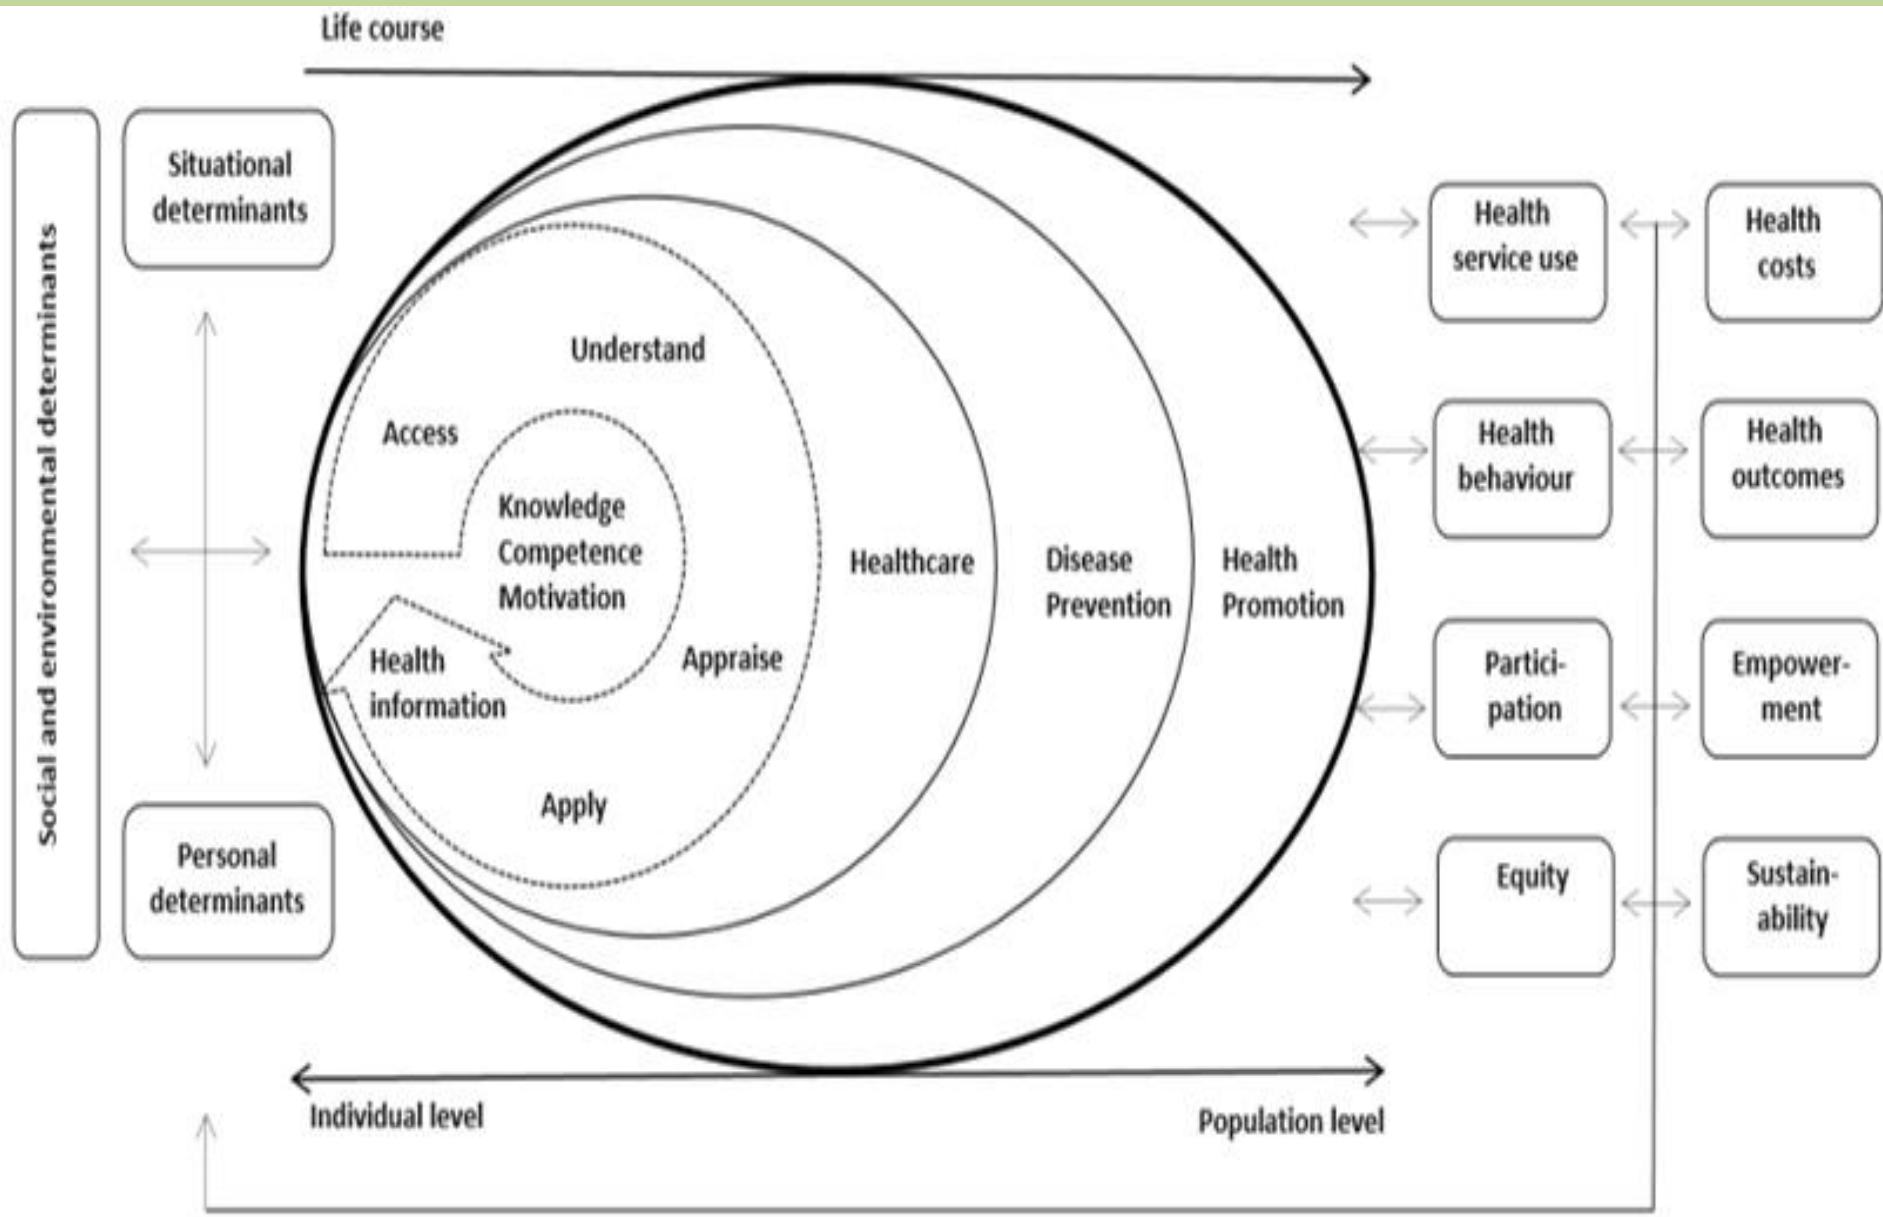 Life course
Social and environmental determinants
Situational
determinants
Personal
determinants
Understand
Access
Knowledge
Competence
Motivation
Health
information
Appraise
Apply
Healthcare
Disease
Prevention
Health
Promotion
Health
service use
Health
costs
Health
behaviour
Health
outcomes
Partici-
pation
Empower-
ment
Equity
Sustain-
ability
Individual level
Population level